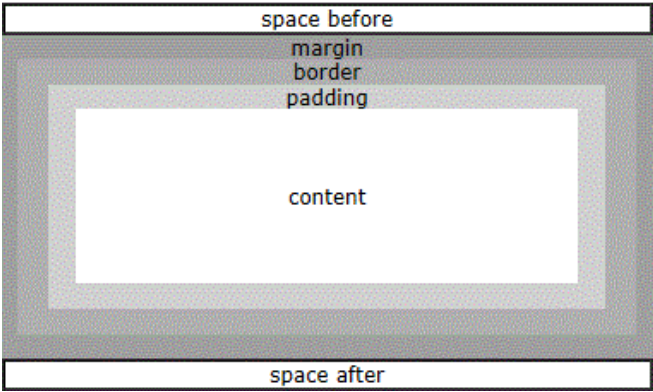 space before
margin
border
padding
content
space after